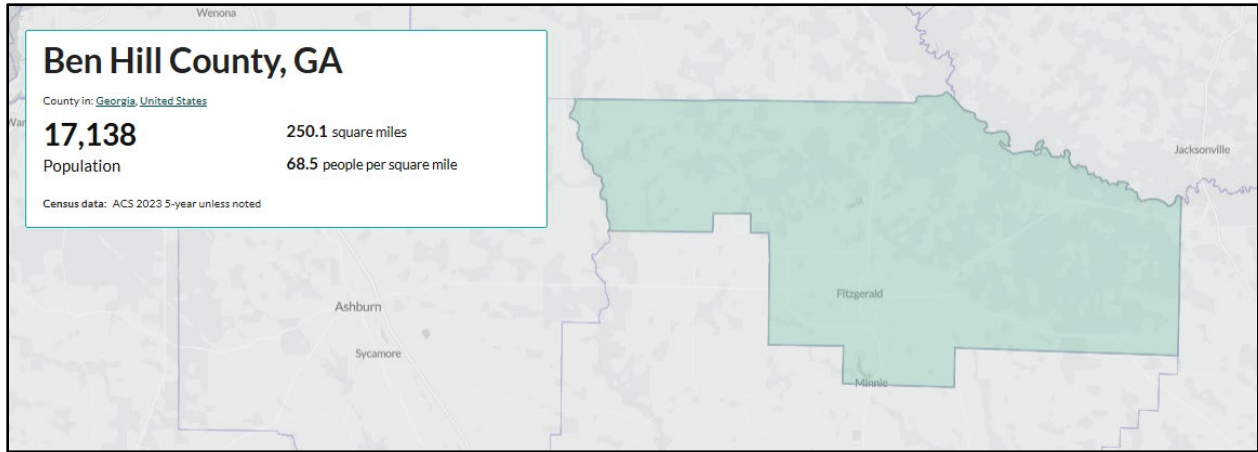 Wenona
Ben Hill County, GA
County in: Georgia, United States
17,138
Population
250.1 square miles
68.5 people per square mile
Census data: ACS 2023 5-year unless noted
Jacksonville
Fitzgerald
Ashburn
Sycamore
Minnie